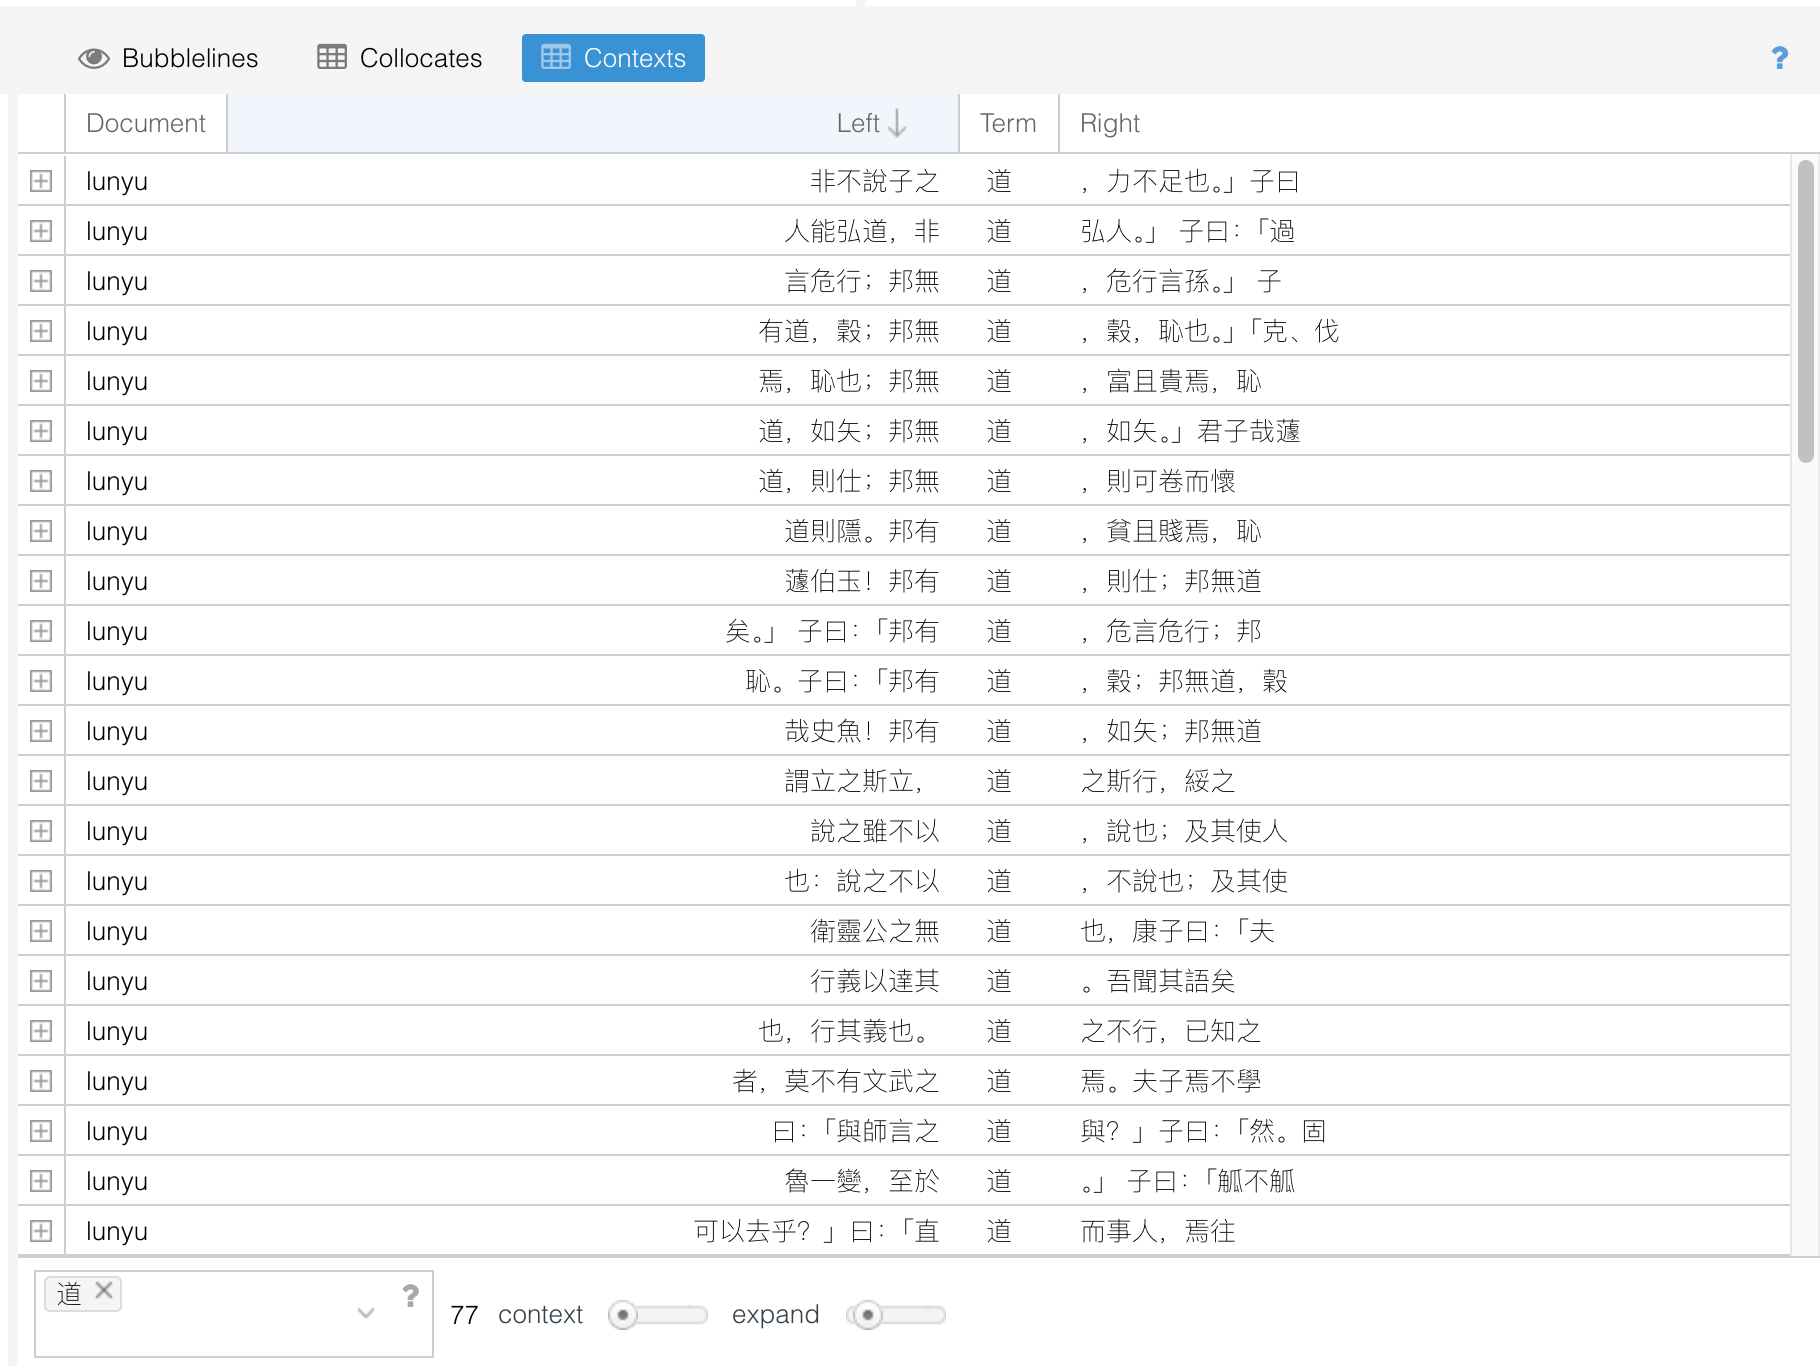 Bubblelines Collocates Contexts ?
Document Left Term Right
lunyu 非不說子之 道 ，力不足也。」子曰
lunyu 人能弘道，非 道 弘人。」 子曰：「過
lunyu 言危行；邦無 道 ，危行言孫。」 子
lunyu 有道，穀；邦無 道 ，穀，恥也。」「克、伐
lunyu 焉，恥也；邦無 道 ，富且貴焉，恥
lunyu 道，如矢；邦無 道 ，如矢。」君子哉蘧
lunyu 道，則仕；邦無 道 ，則可卷而懷
lunyu 道則隱。邦有 道 ，貧且賤焉，恥
lunyu 蘧伯玉！邦有 道 ，則仕；邦無道
lunyu 矣。」 子曰：「邦有 道 ，危言危行；邦
lunyu 恥。子曰：「邦有 道 ，穀；邦無道，穀
lunyu 哉史魚！邦有 道 ，如矢；邦無道
lunyu 謂立之斯立， 道 之斯行，綏之
lunyu 說之雖不以 道 ，說也；及其使人
lunyu 也：說之不以 道 ，不說也；及其使
lunyu 衛靈公之無 道 也，康子曰：「夫
lunyu 行義以達其 道 。吾聞其語矣
lunyu 也，行其義也。 道 之不行，已知之
lunyu 者，莫不有文武之 道 焉。夫子焉不學
lunyu 曰：「與師言之 道 與？」子曰：「然。固
lunyu 魯一變，至於 道 。」 子曰：「觚不觚
lunyu 可以去乎？」曰：「直 道 而事人，焉往
道 ? 77 context expand